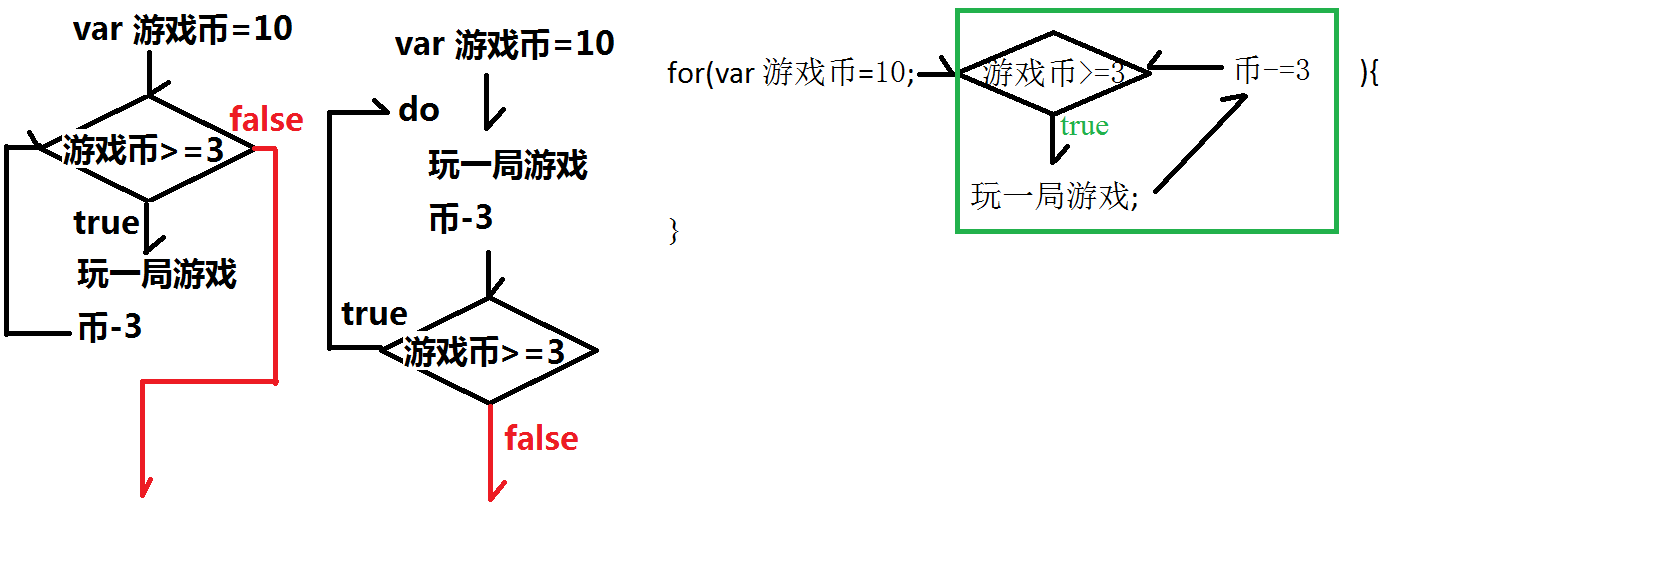 var 游戏币=10
false
游戏币>=3
true
玩一局游戏
币-3
var 游戏币=10
do
玩一局游戏
币-3
true
游戏币>=3
false
for(var 游戏币=10; 游戏币>=3 币-=3 ){
true
玩一局游戏;
}